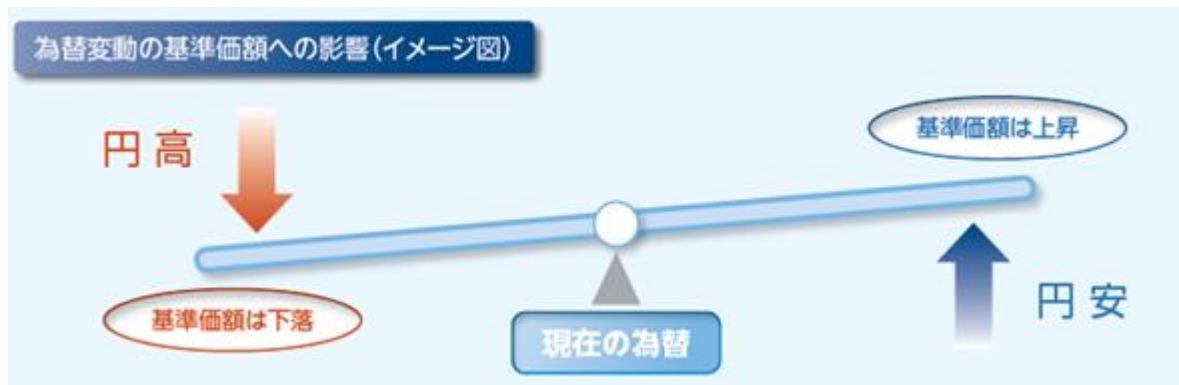 為替変動の基準価額への影響(イメージ図)
円高
基準価額は上昇
基準価額は下落
円安
現在の為替